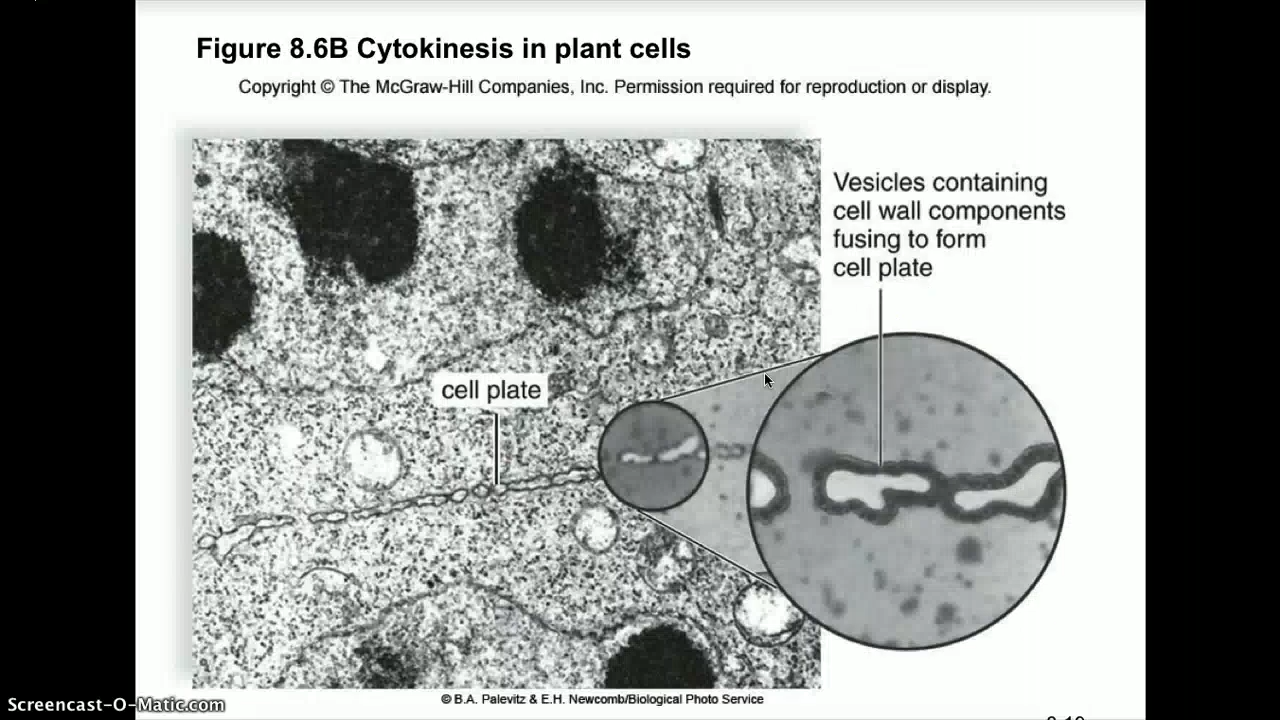 Figure 8.6B Cytokinesis in plant cells
Copyright © The McGraw-Hill Companies, Inc. Permission required for reproduction or display.
Vesicles containing
cell wall components
fusing to form
cell plate
cell plate
© B.A. Palevitz & E.H. Newcomb/Biological Photo Service
Screencast-O-Matic.com